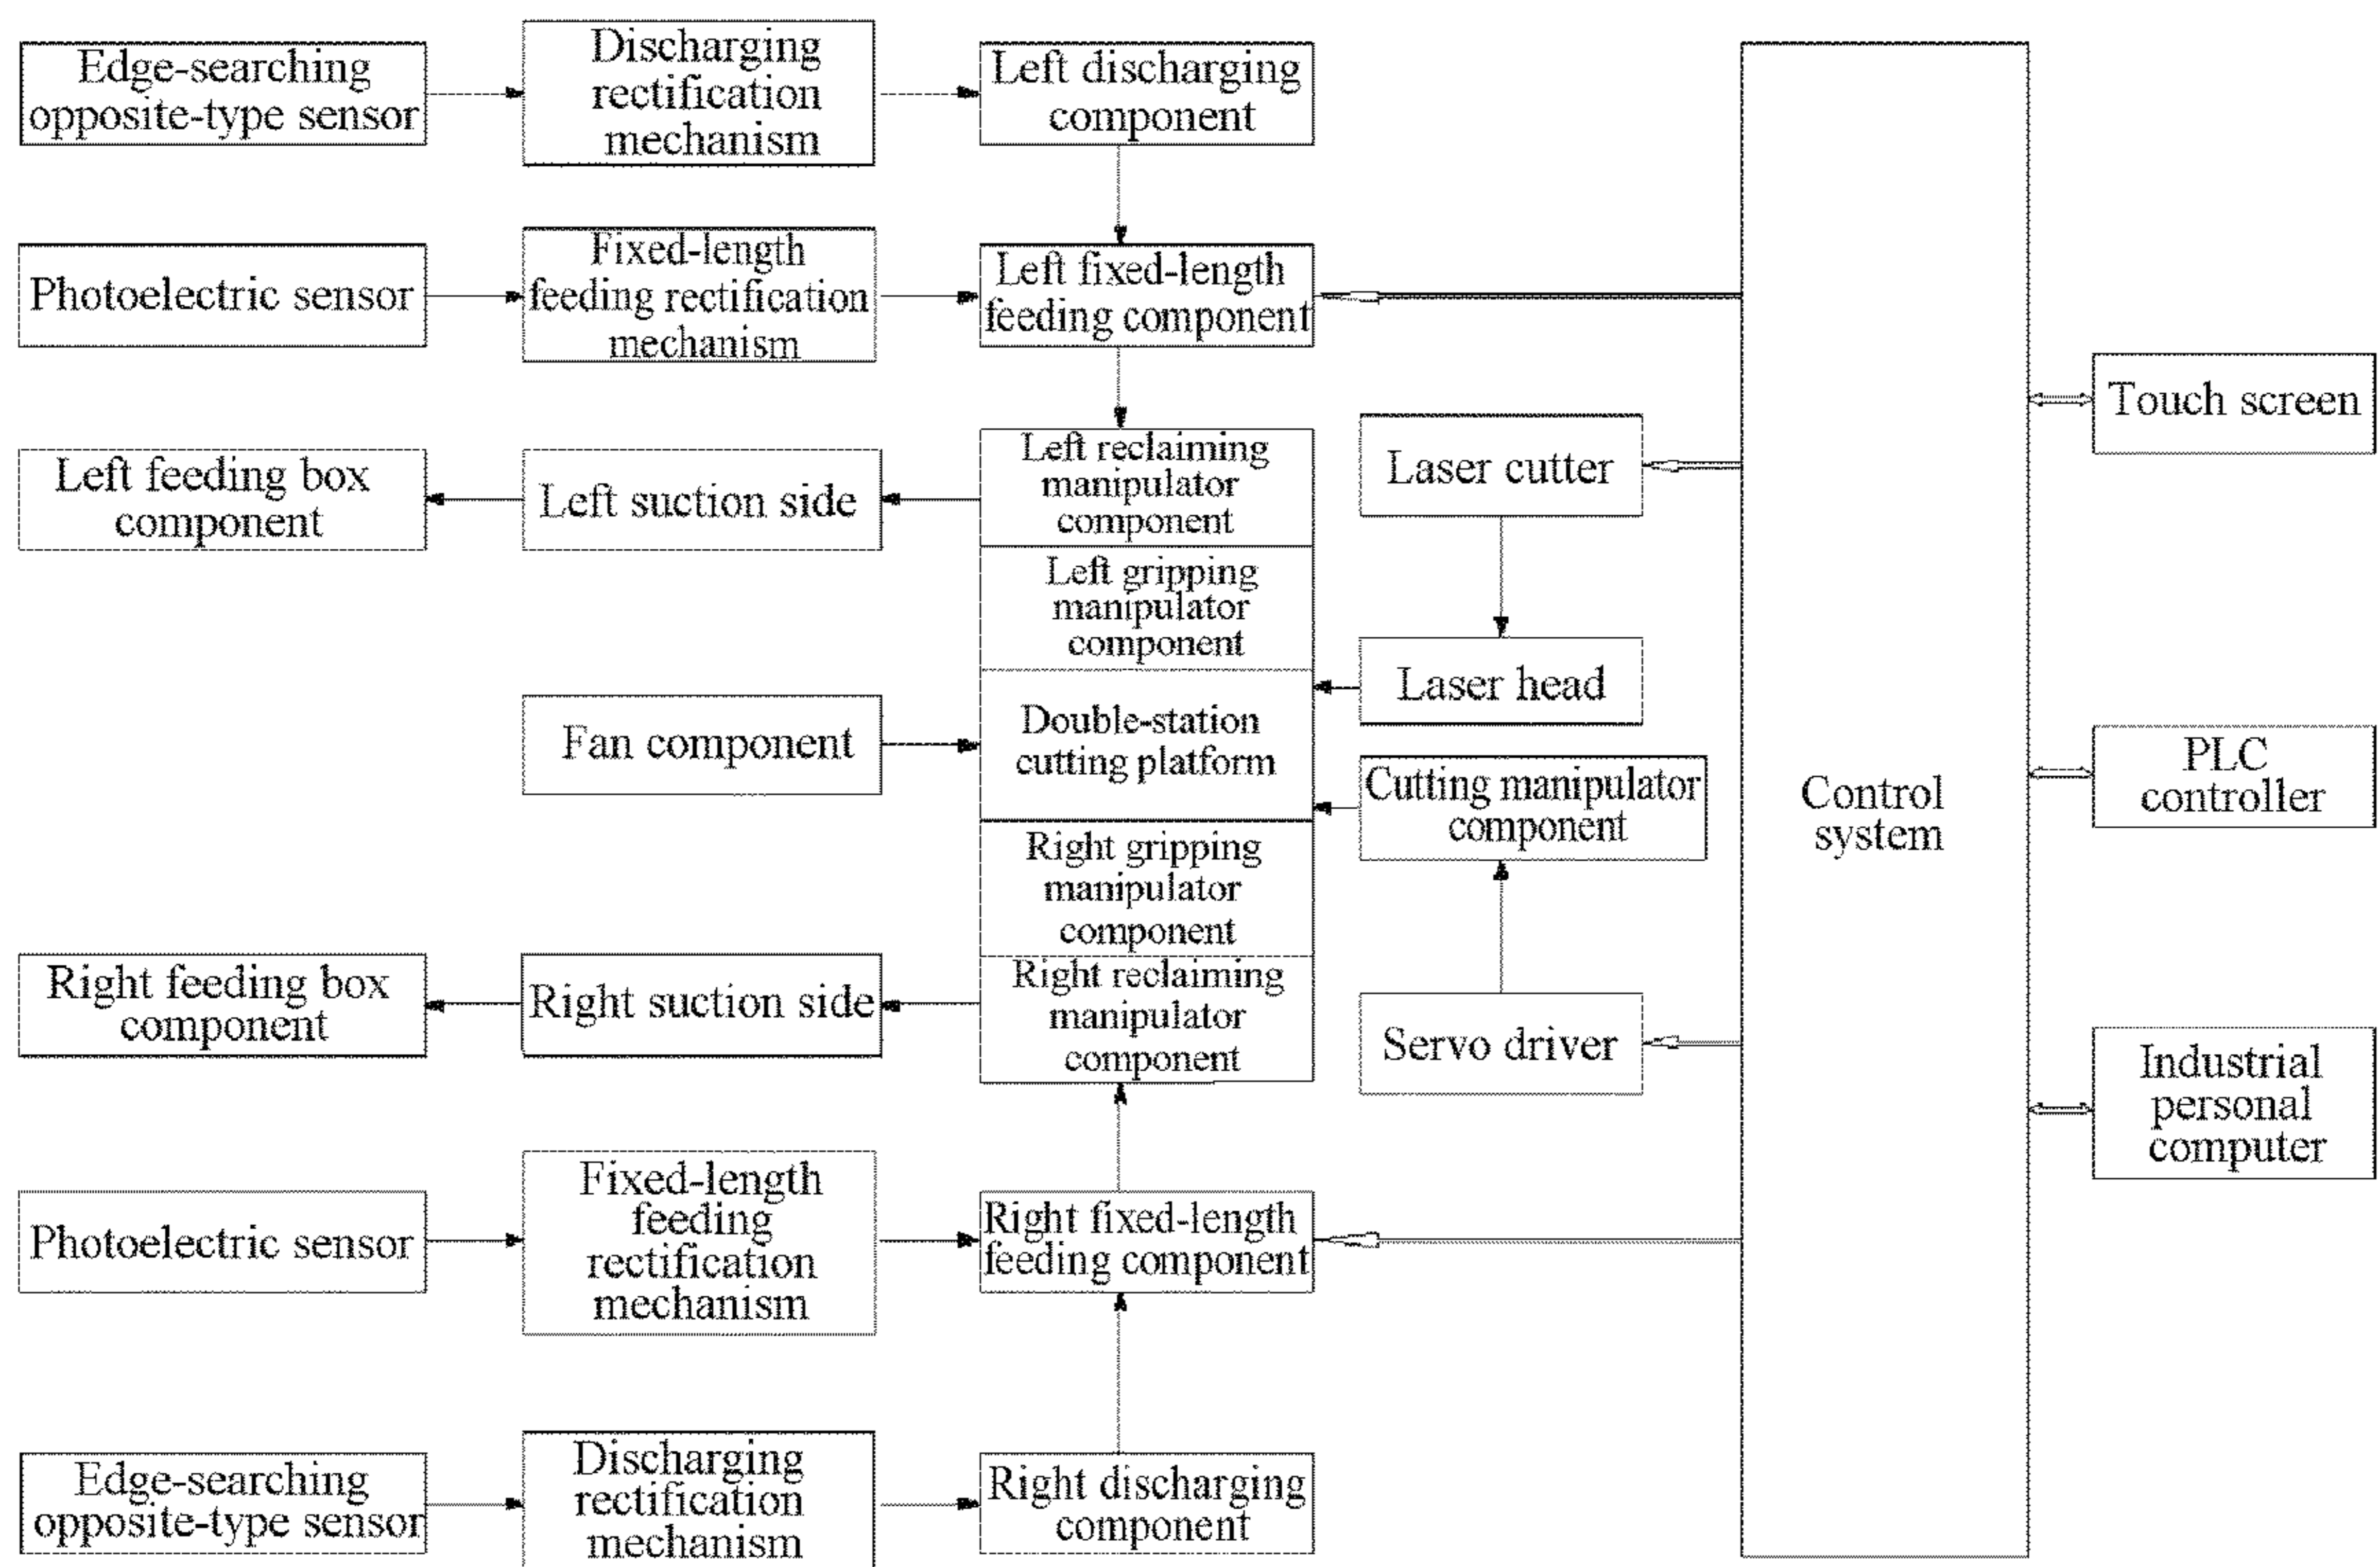 Edge-searching
opposite-type sensor
Discharging
rectification
mechanism
Left discharging
component
Photoelectric sensor
Fixed-length
feeding rectification
mechanism
Left fixed-length
feeding component
Left feeding box
component
Left suction side
Left reclaiming
manipulator
component
Left gripping
manipulator
component
Fan component
Double-station
cutting platform
Right gripping
manipulator
component
Right feeding box
component
Right suction side
Right reclaiming
manipulator
component
Photoelectric sensor
Fixed-length
feeding
rectification
mechanism
Right fixed-length
feeding component
Edge-searching
opposite-type sensor
Discharging
rectification
mechanism
Right discharging
component
Laser cutter
Laser head
Cutting manipulator
component
Servo driver
Control
system
Touch screen
PLC
controller
Industrial
personal
computer